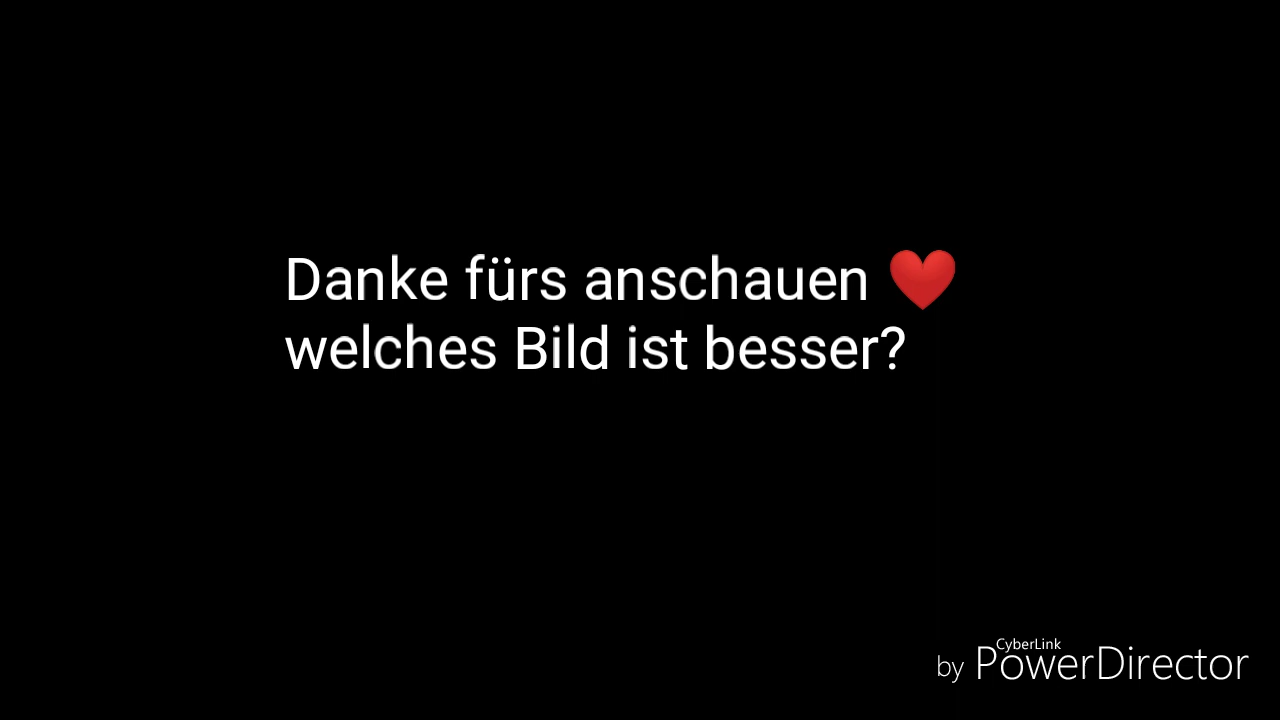 Danke fürs anschauen ❤️
welches Bild ist besser?
CyberLink
by PowerDirector